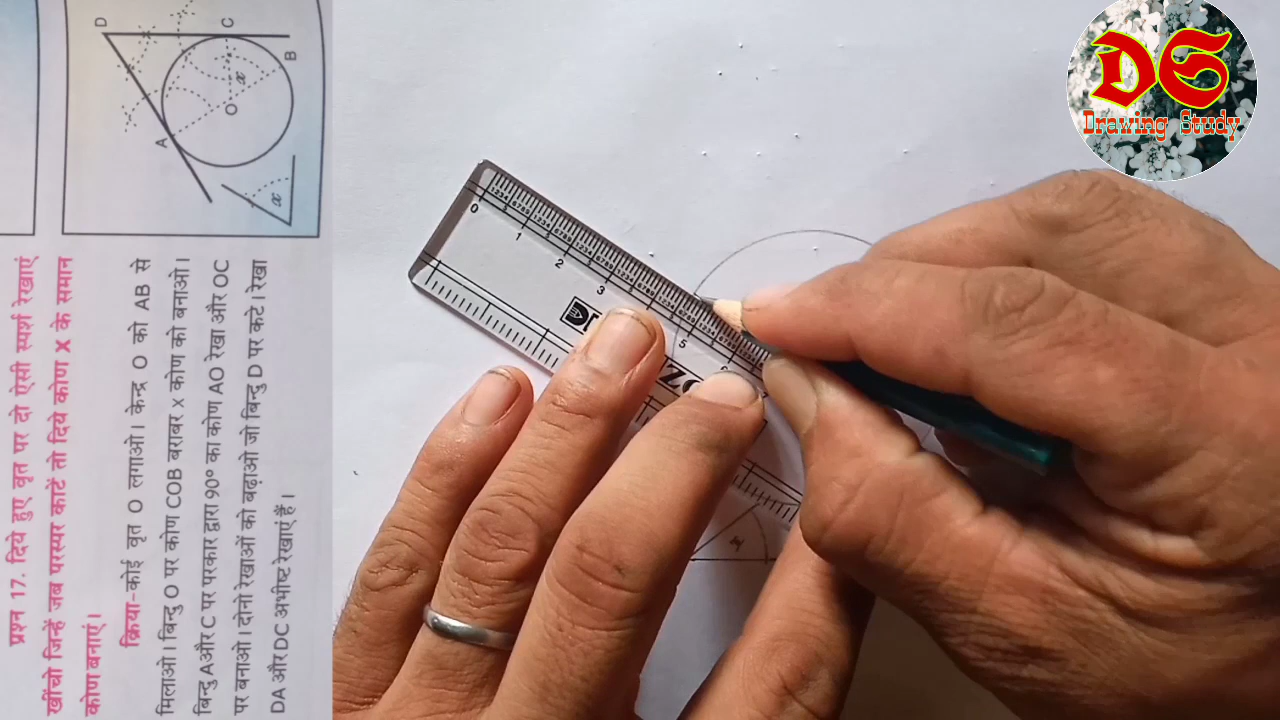 प्रश्न 17. दिये हुए वृत पर दो ऐसी स्पर्श रेखाएं
खींचो जिन्हें जब परस्पर काटें तो दिये कोण X के समान
कोण बनाएं।
क्रिया-कोई वृत O लगाओ। केन्द्र O को AB से
मिलाओ। बिन्दु O पर कोण COB बराबर x कोण को बनाओ।
बिन्दु A और C पर परकार द्वारा 90° का कोण AO रेखा और OC
पर बनाओ। दोनो रेखाओं को बढ़ाओ जो बिन्दु D पर कटे। रेखा
DA और DC अभीष्ट रेखाएं हैं।
D
C
B
A
O
x
x
0
1
2
3
5
DS
Drawing Study